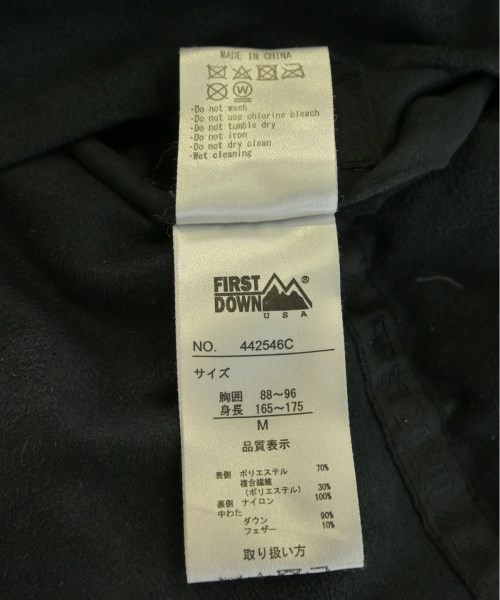 MADE IN CHINA
W
·Do not wash
·Do not use chlorine bleach
·Do not tumble dry
·Do not iron
·Do not dry clean
·Wet cleaning
FIRST DOWN ®
USA
NO. 442546C
サイズ
胸囲 88～96
身長 165～175
M
品質表示
表側 ポリエステル 70%
複合繊維
(ポリエステル) 30%
裏側 ナイロン 100%
中わた
ダウン 90%
フェザー 10%
取り扱い方